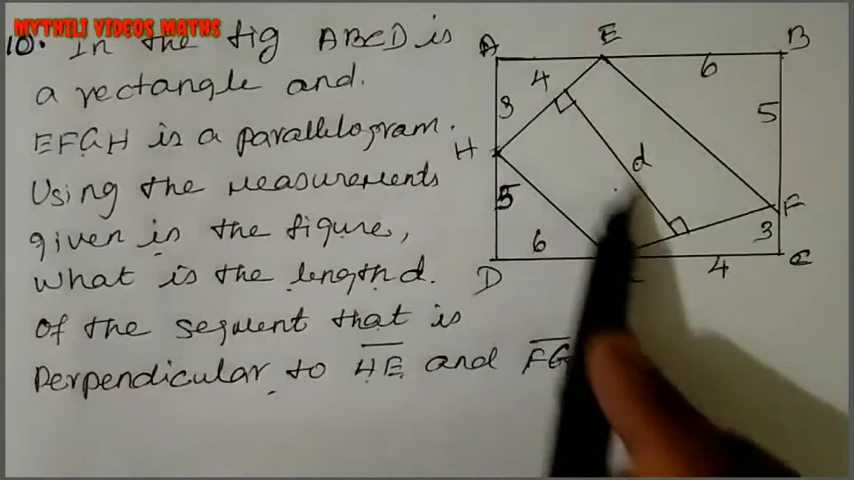 MYTHILI VIDEOS MATHS
10. In the fig ABCD is
a rectangle and.
EFGH is a parallelogram.
Using the measurements
given in the figure,
what is the length d.
of the segment that is
perpendicular to HE and FG
A E B
4 6
3 5
H d
5 F
6 3
4 C
D